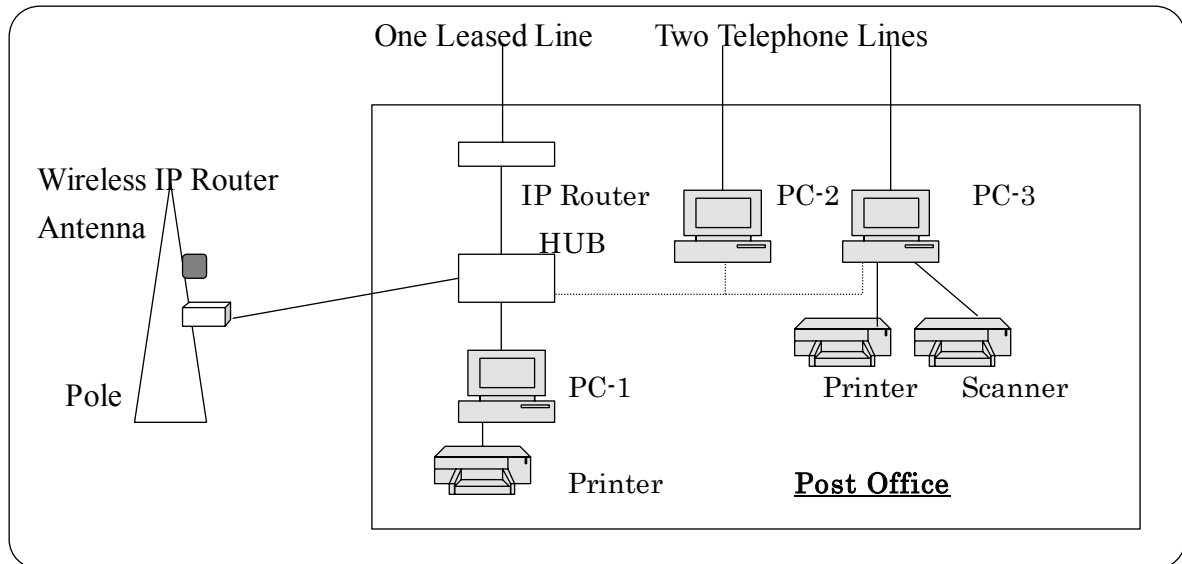 One Leased Line
Two Telephone Lines
Wireless IP Router
Antenna
IP Router
HUB
PC-2
PC-3
Pole
PC-1
Printer
Scanner
Printer
Post Office